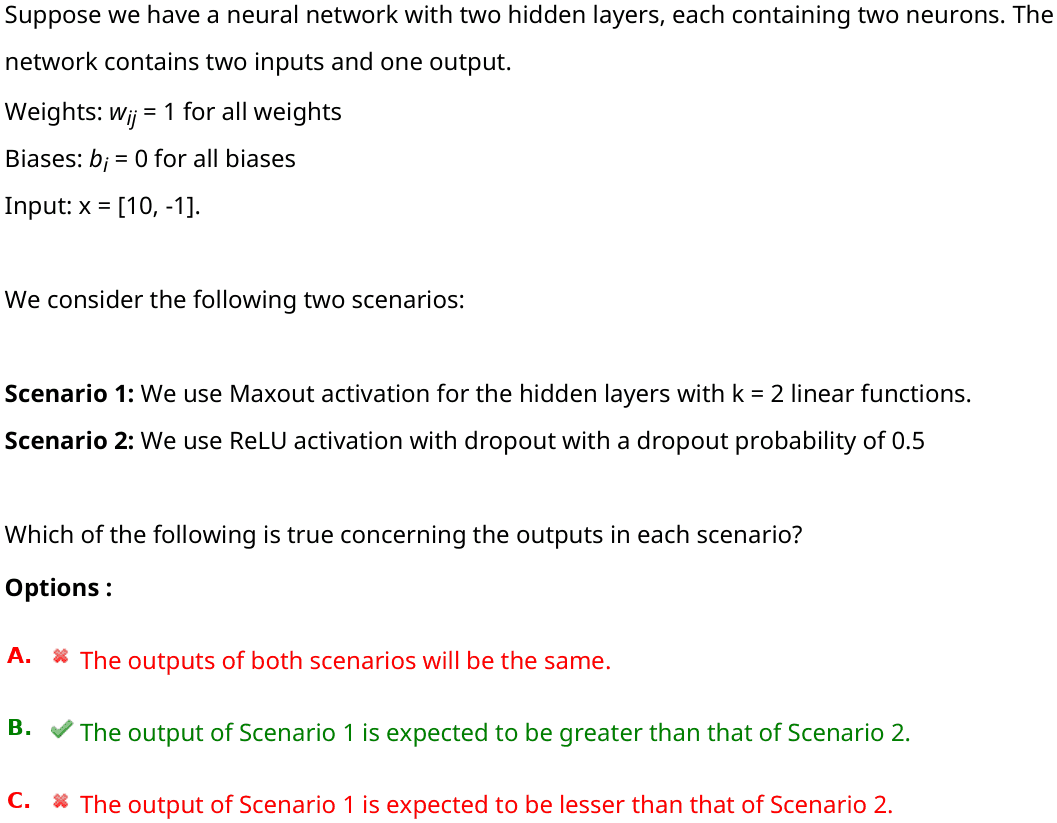 Suppose we have a neural network with two hidden layers, each containing two neurons. The
network contains two inputs and one output.
Weights: wij = 1 for all weights
Biases: bi = 0 for all biases
Input: x = [10, -1].
We consider the following two scenarios:
Scenario 1: We use Maxout activation for the hidden layers with k = 2 linear functions.
Scenario 2: We use ReLU activation with dropout with a dropout probability of 0.5
Which of the following is true concerning the outputs in each scenario?
Options :
A. The outputs of both scenarios will be the same.
B. The output of Scenario 1 is expected to be greater than that of Scenario 2.
C. The output of Scenario 1 is expected to be lesser than that of Scenario 2.